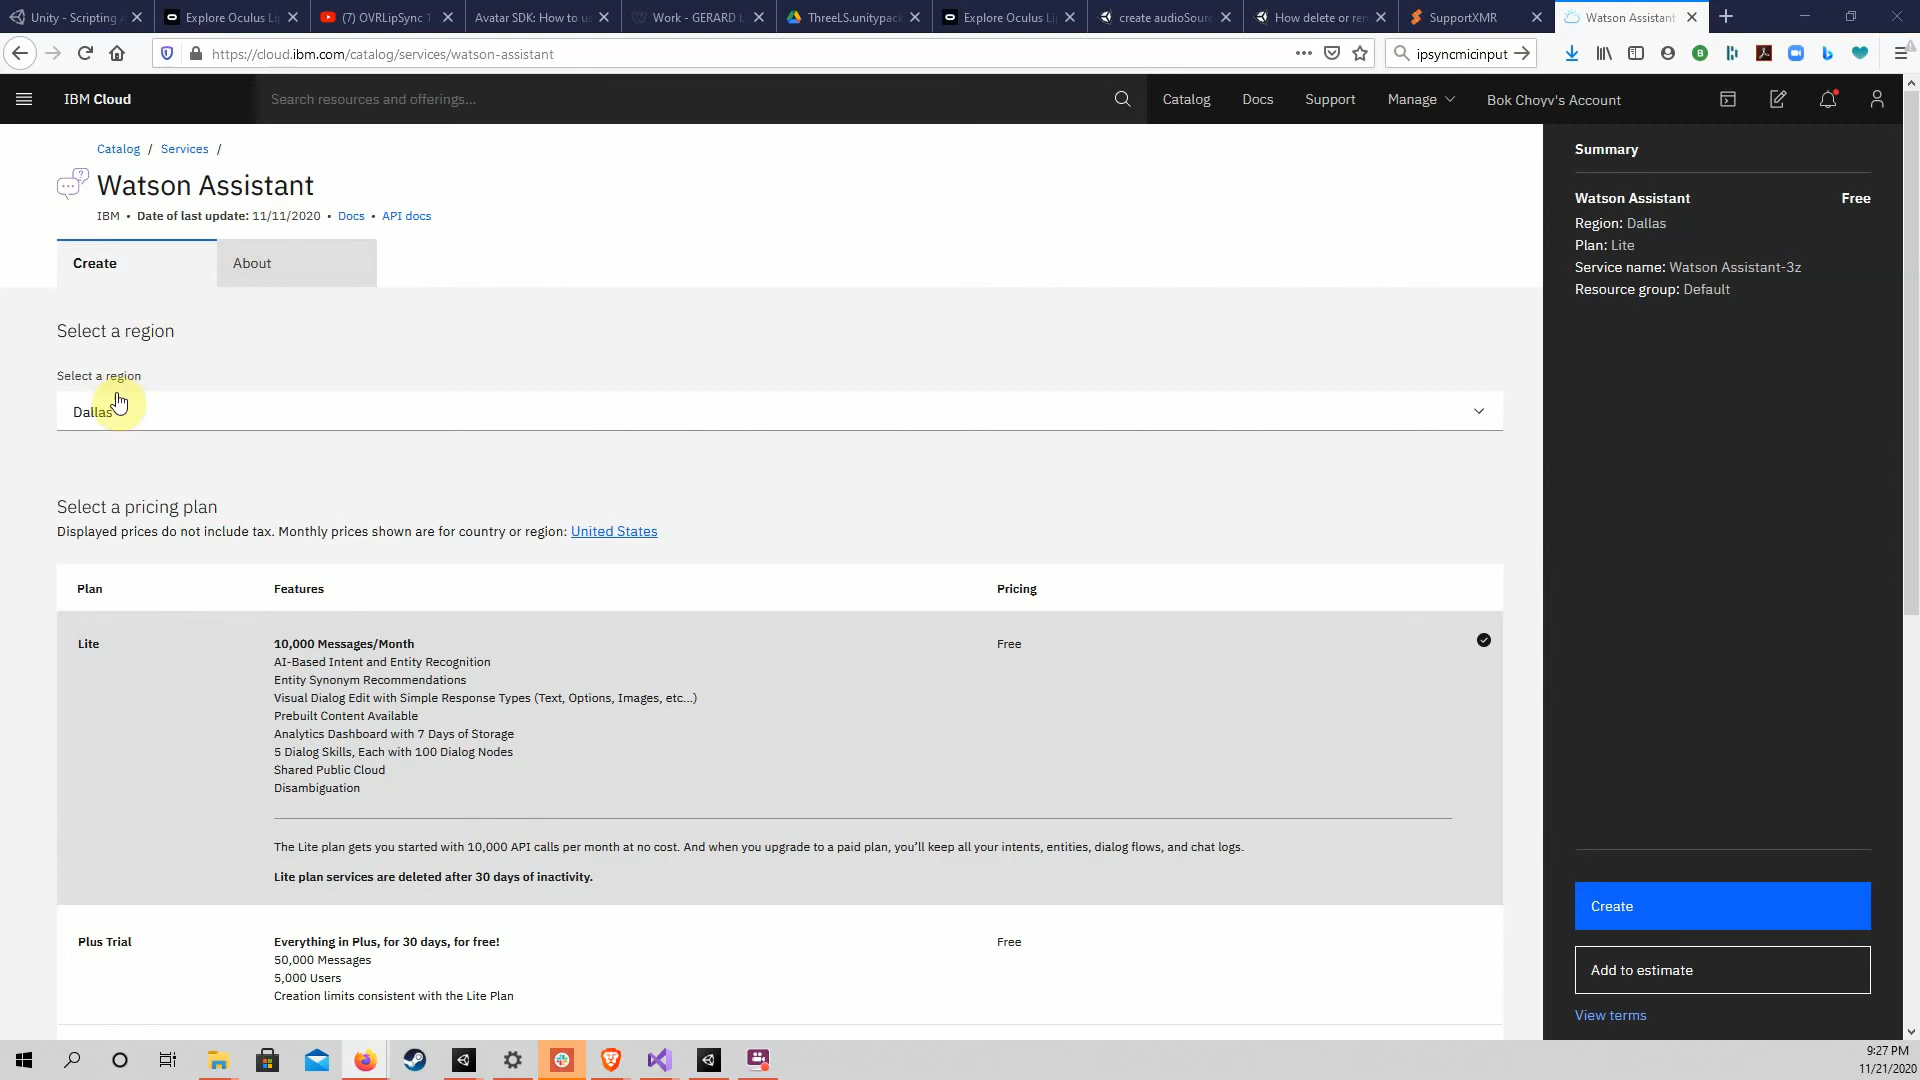 Unity - Scripting
Explore Oculus Li
(7) OVRLipSync T
Avatar SDK: How to u
Work - GERARD L
ThreeLS.unitypack
Explore Oculus Li
create audioSourc
How delete or ren
SupportXMR
Watson Assistant
https://cloud.ibm.com/catalog/services/watson-assistant
ipsyncmicinput
IBM Cloud
Search resources and offerings...
Catalog
Docs
Support
Manage
Bok Choyv's Account
Catalog / Services /
Watson Assistant
IBM • Date of last update: 11/11/2020 • Docs • API docs
Create
About
Select a region
Select a region
Dallas
Select a pricing plan
Displayed prices do not include tax. Monthly prices shown are for country or region: United States
Plan
Features
Pricing
Lite
10,000 Messages/Month
Free
AI-Based Intent and Entity Recognition
Entity Synonym Recommendations
Visual Dialog Edit with Simple Response Types (Text, Options, Images, etc...)
Prebuilt Content Available
Analytics Dashboard with 7 Days of Storage
5 Dialog Skills, Each with 100 Dialog Nodes
Shared Public Cloud
Disambiguation
The Lite plan gets you started with 10,000 API calls per month at no cost. And when you upgrade to a paid plan, you'll keep all your intents, entities, dialog flows, and chat logs.
Lite plan services are deleted after 30 days of inactivity.
Plus Trial
Everything in Plus, for 30 days, for free!
Free
50,000 Messages
5,000 Users
Creation limits consistent with the Lite Plan
Summary
Watson Assistant
Free
Region: Dallas
Plan: Lite
Service name: Watson Assistant-3z
Resource group: Default
Create
Add to estimate
View terms
9:27 PM
11/21/2020